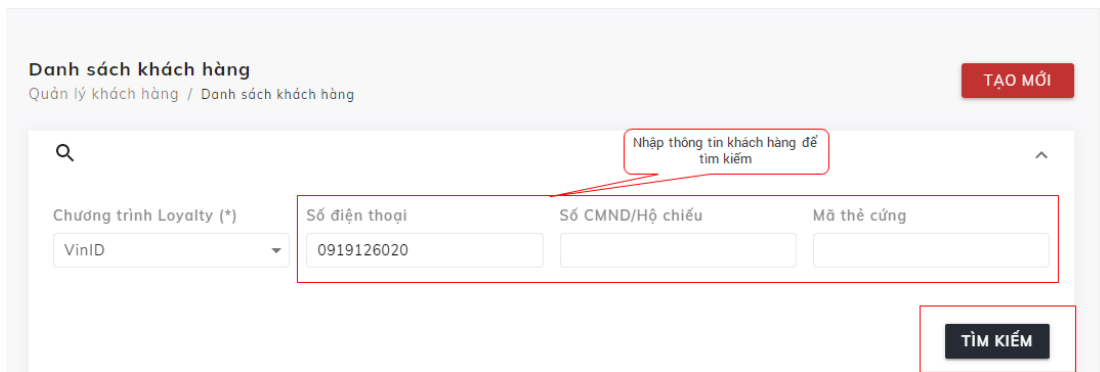 Danh sách khách hàng
TẠO MỚI
Quản lý khách hàng / Danh sách khách hàng
Nhập thông tin khách hàng để
tìm kiếm
Chương trình Loyalty (*)
Số điện thoại
Số CMND/Hộ chiếu
Mã thẻ cứng
VinID
0919126020
TÌM KIẾM